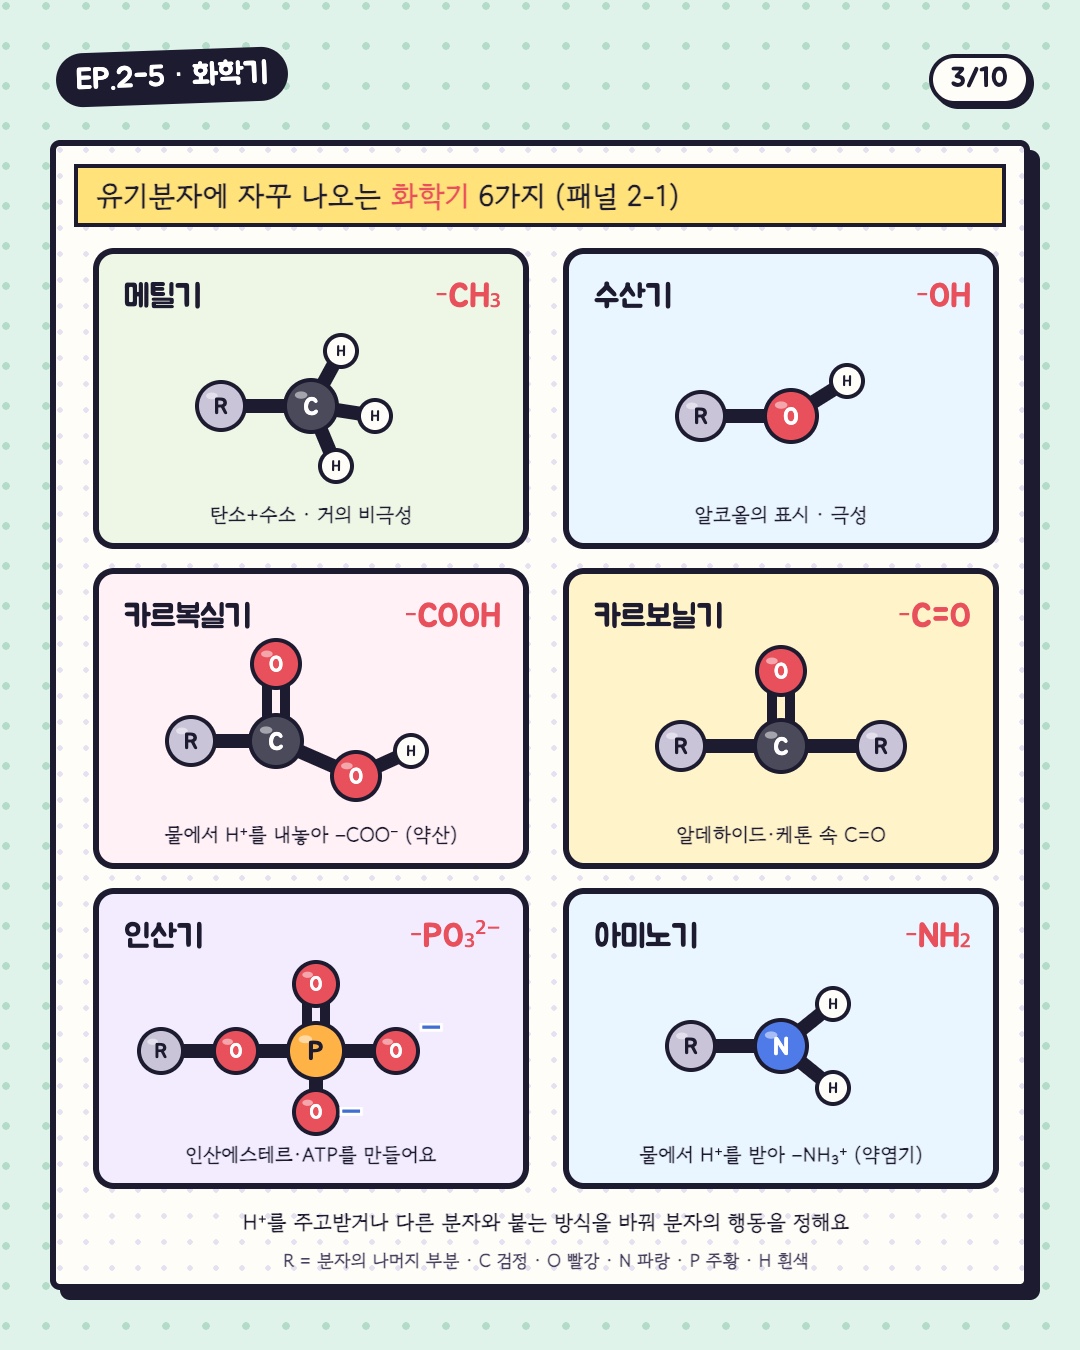 EP.2-5 · 화학기
3/10
유기분자에 자꾸 나오는 화학기 6가지 (패널 2-1)
메틸기
-CH₃
H
R
C
H
H
탄소+수소 · 거의 비극성
수산기
-OH
H
R
O
알코올의 표시 · 극성
카르복실기
-COOH
O
R
C
H
O
물에서 H⁺를 내놓아 –COO⁻ (약산)
카르보닐기
-C=O
O
R
C
R
알데하이드·케톤 속 C=O
인산기
-PO₃²⁻
O
R
O
P
O
–
O
–
인산에스테르·ATP를 만들어요
아미노기
-NH₂
H
R
N
H
물에서 H⁺를 받아 –NH₃⁺ (약염기)
H⁺를 주고받거나 다른 분자와 붙는 방식을 바꿔 분자의 행동을 정해요
R = 분자의 나머지 부분 · C 검정 · O 빨강 · N 파랑 · P 주황 · H 흰색